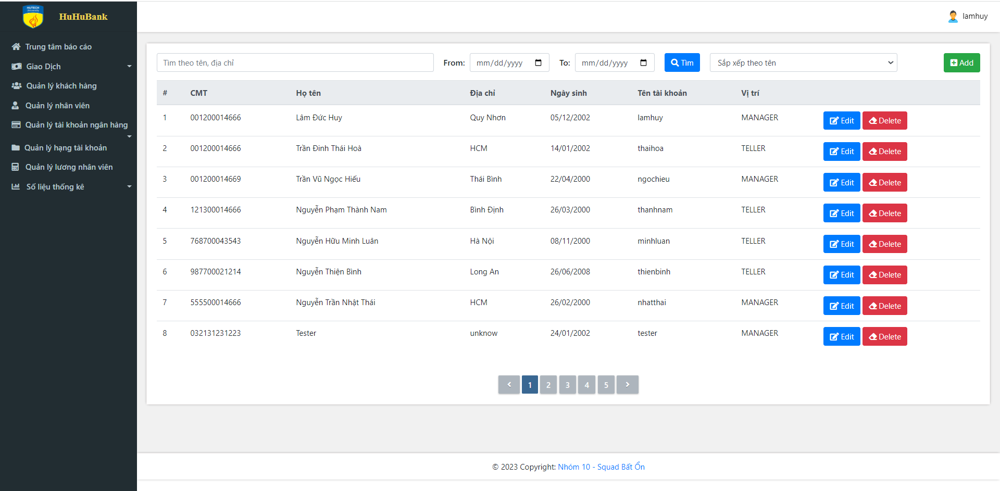 HUTECH
University
HuHuBank
lamhuy
Trung tâm báo cáo
Giao Dịch
Quản lý khách hàng
Quản lý nhân viên
Quản lý tài khoản ngân hàng
Quản lý hạng tài khoản
Quản lý lương nhân viên
Số liệu thống kê
Tìm theo tên, địa chỉ From: mm/dd/yyyy To: mm/dd/yyyy Tìm Sắp xếp theo tên Add
# CMT Họ tên Địa chỉ Ngày sinh Tên tài khoản Vị trí
1 001200014666 Lâm Đức Huy Quy Nhơn 05/12/2002 lamhuy MANAGER Edit Delete
2 001200014666 Trần Đinh Thái Hoà HCM 14/01/2002 thaihoa TELLER Edit Delete
3 001200014669 Trần Vũ Ngọc Hiếu Thái Bình 22/04/2000 ngochieu MANAGER Edit Delete
4 121300014666 Nguyễn Phạm Thành Nam Bình Định 26/03/2000 thanhnam TELLER Edit Delete
5 768700043543 Nguyễn Hữu Minh Luân Hà Nội 08/11/2000 minhluan TELLER Edit Delete
6 987700021214 Nguyễn Thiện Bình Long An 26/06/2008 thienbinh TELLER Edit Delete
7 555500014666 Nguyễn Trần Nhật Thái HCM 26/02/2000 nhatthai MANAGER Edit Delete
8 032131231223 Tester unknow 24/01/2002 tester MANAGER Edit Delete
1 2 3 4 5
© 2023 Copyright: Nhóm 10 - Squad Bất Ổn